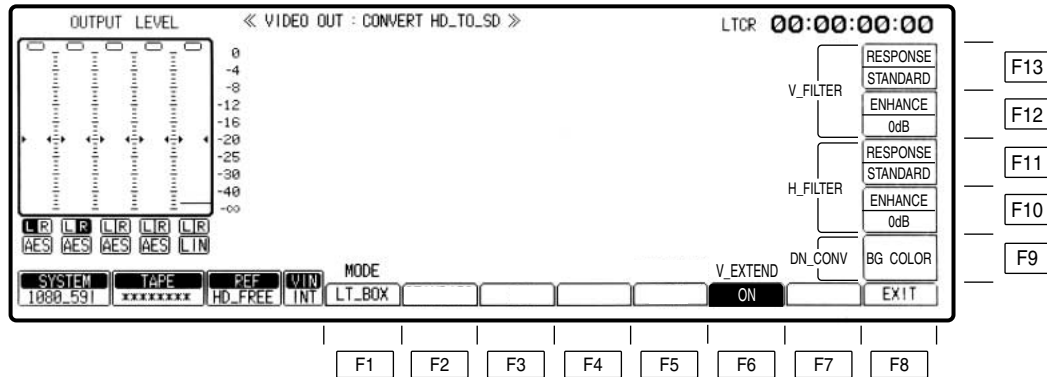 OUTPUT LEVEL
≪ VIDEO OUT : CONVERT HD_TO_SD ≫
LTCR 00:00:00:00
0
-4
-8
-12
-16
-20
-25
-30
-40
-∞
L R L R L R L R L R
AES AES AES AES LIN
V_FILTER
RESPONSE
STANDARD
ENHANCE
0dB
H_FILTER
RESPONSE
STANDARD
ENHANCE
0dB
DN_CONV
BG COLOR
F13
F12
F11
F10
F9
SYSTEM TAPE REF VIN
1080_59I ******** HD_FREE INT
MODE
LT_BOX
V_EXTEND
ON
EXIT
F1 F2 F3 F4 F5 F6 F7 F8